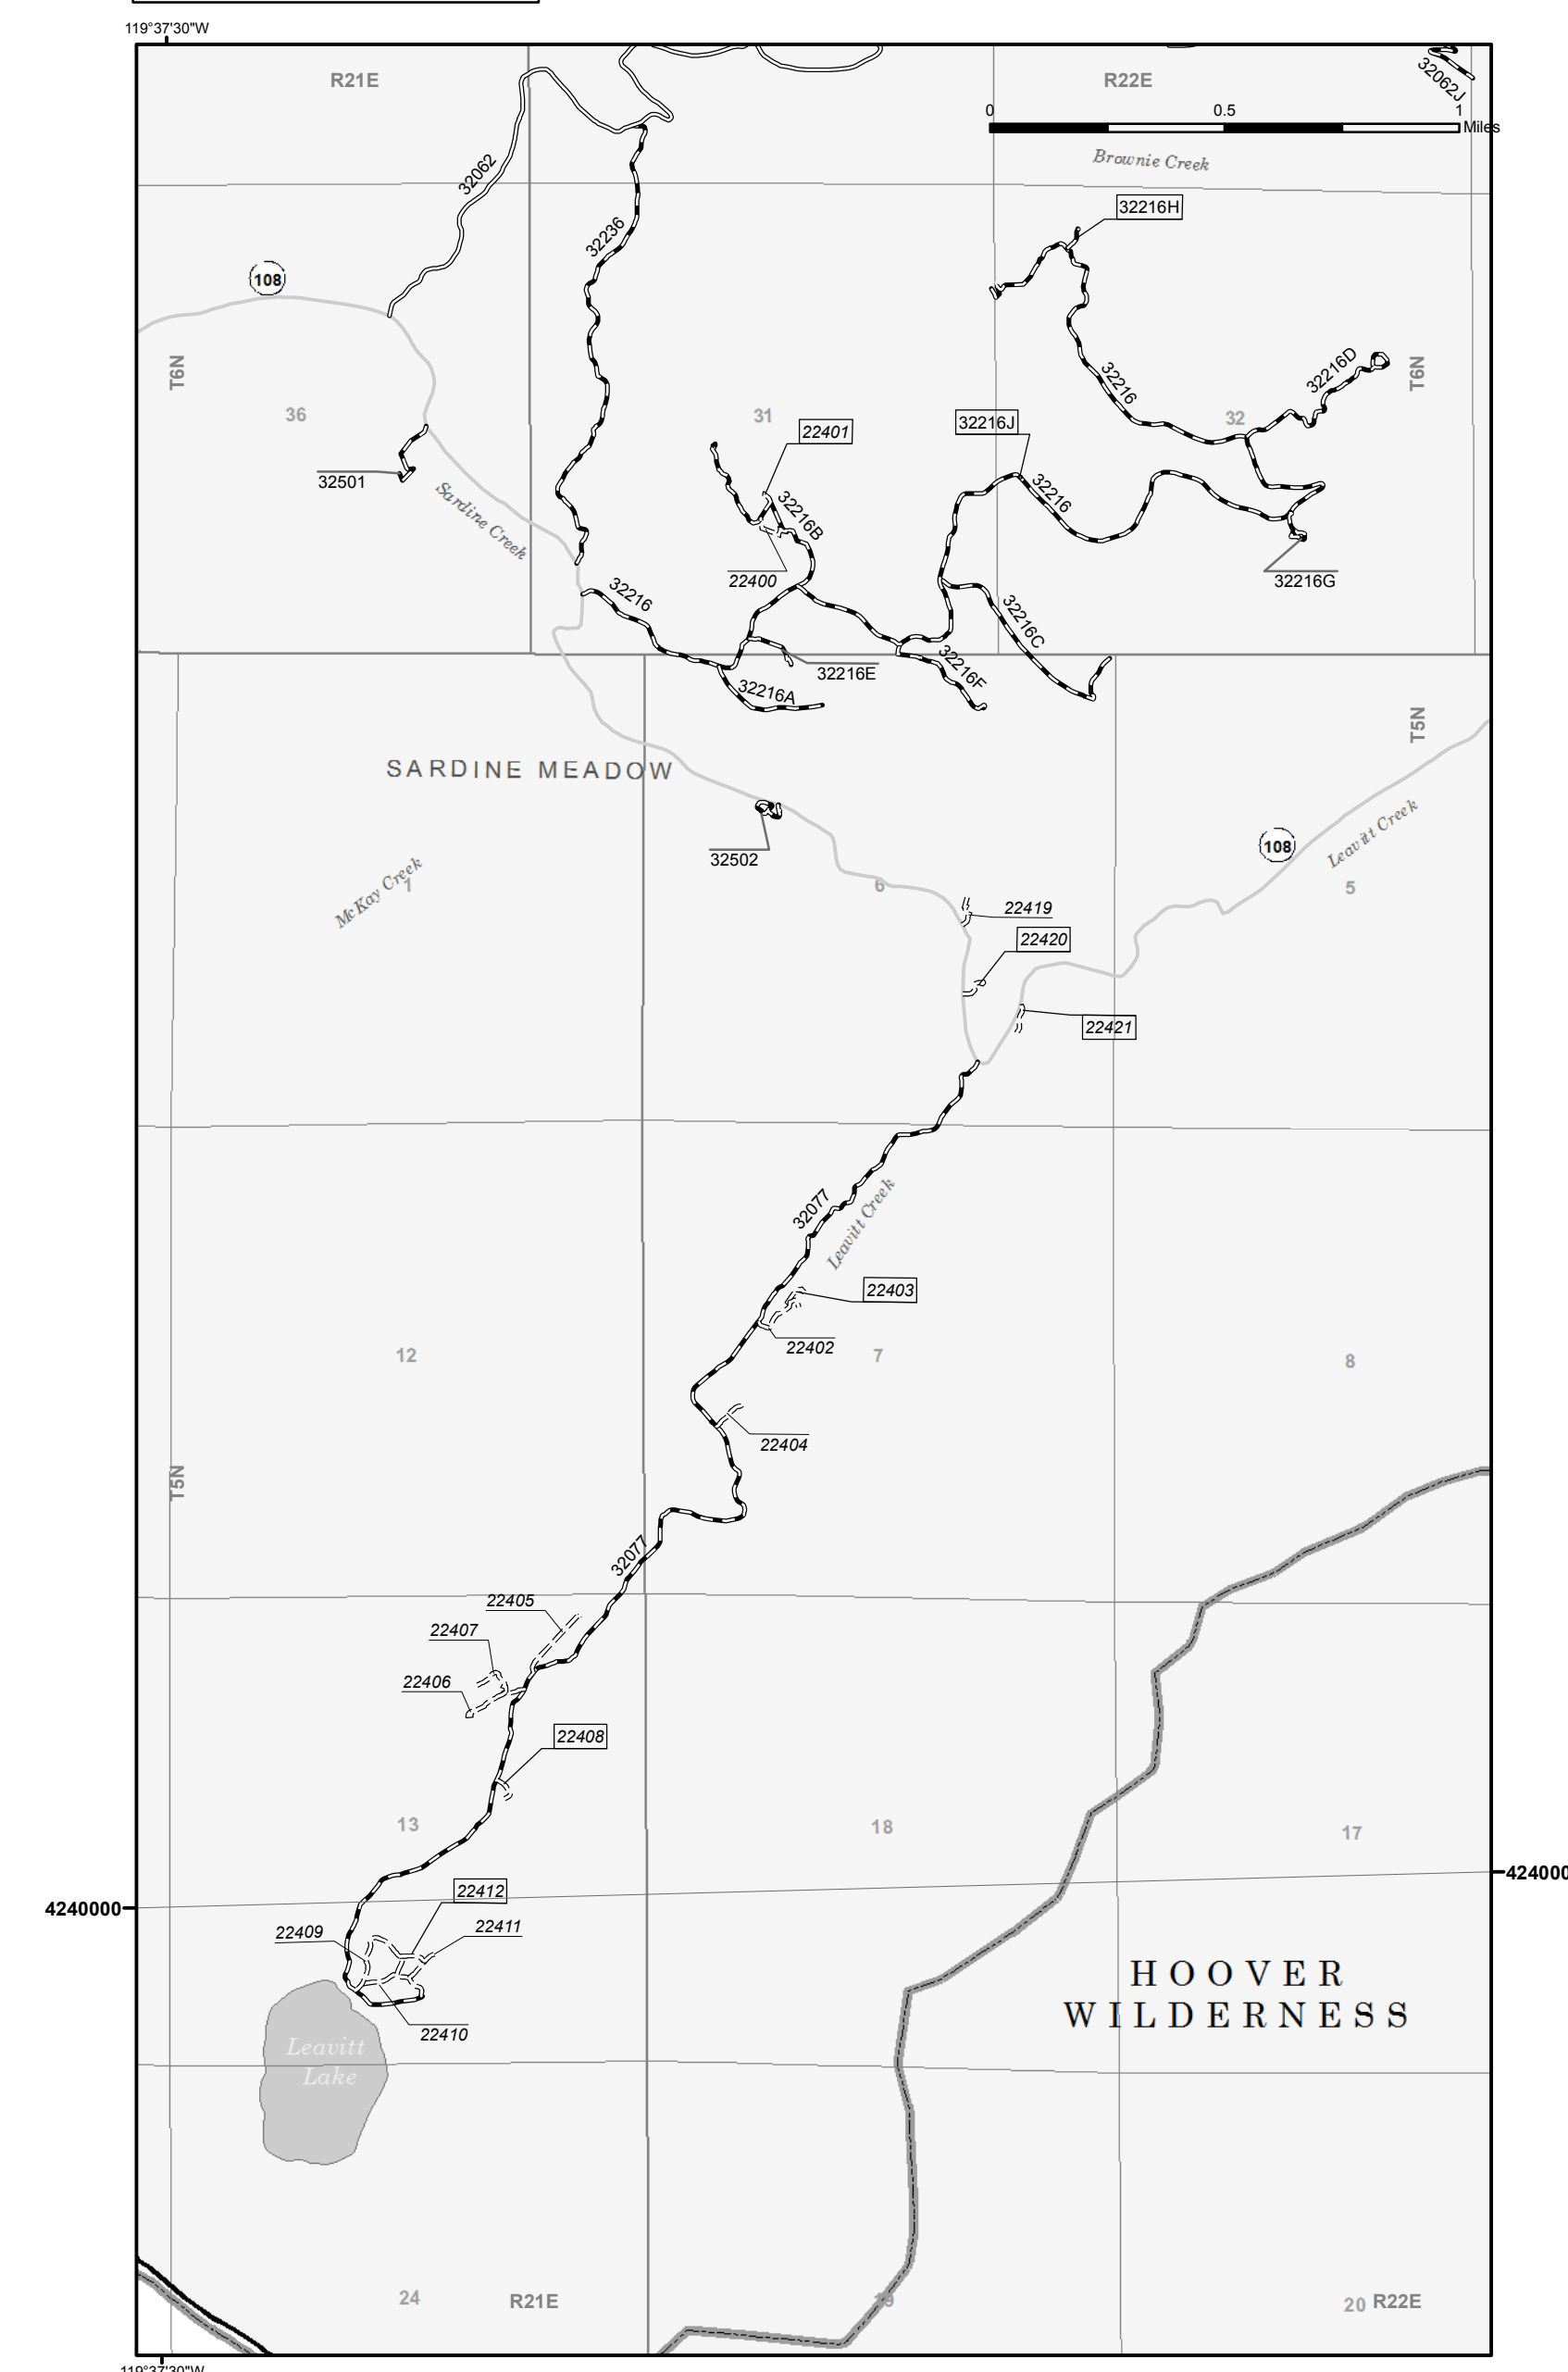 119°37'30"W
R21E
R22E
32062J
0
0.5
1
Miles
Brownie Creek
32062
32216H
32236
108
T6N
T6N
32216D
32216
36
31
32
22401
32216J
32501
Sardine Creek
32216B
32216
22400
32216G
32216
32216C
32216E
32216F
32216A
T5N
SARDINE MEADOW
Leavitt Creek
108
32502
McKay Creek
1
6
5
22419
22420
22421
32077
Leavitt Creek
22403
22402
12
7
8
22404
T5N
32077
22405
22407
22406
22408
13
18
17
22412
4240000
424000
22409
22411
HOOVER
WILDERNESS
22410
Leavitt
Lake
24
R21E
19
20
R22E
119°37'30"W